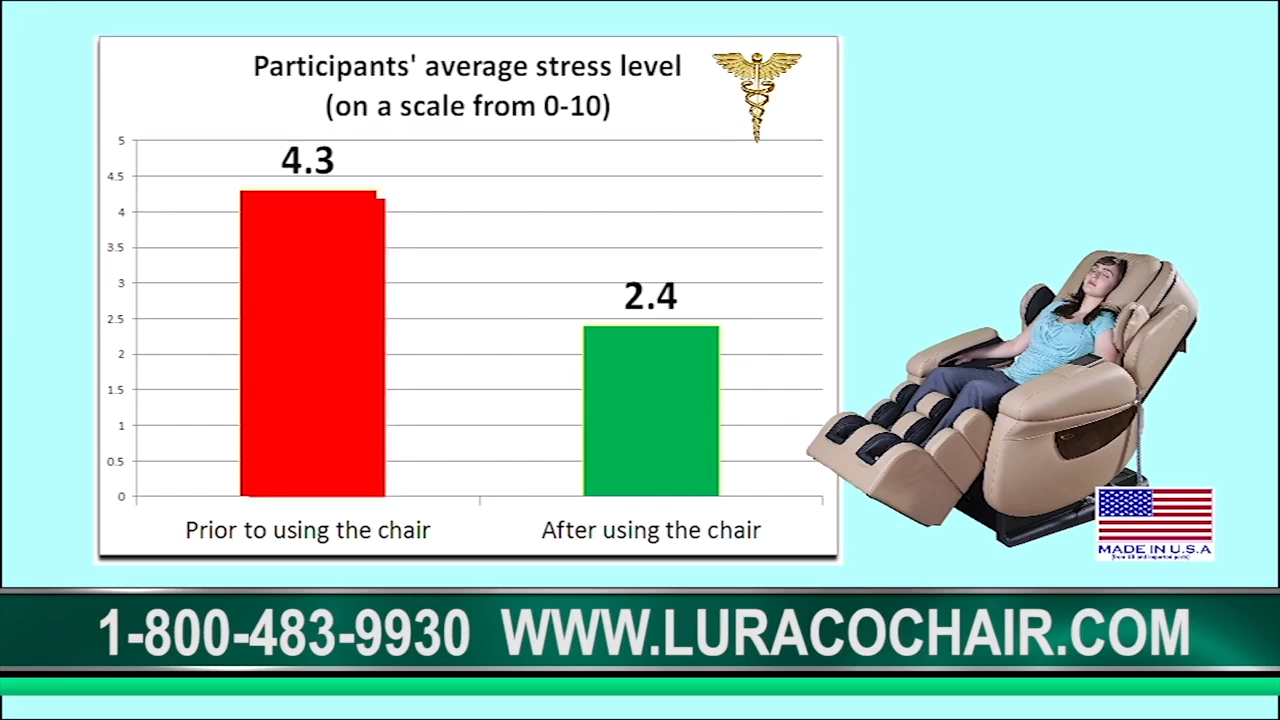 Participants' average stress level
(on a scale from 0-10)
5
4.5
4
3.5
3
2.5
2
1.5
1
0.5
0
4.3
2.4
Prior to using the chair
After using the chair
MADE IN U.S.A
1-800-483-9930 WWW.LURACOCHAIR.COM